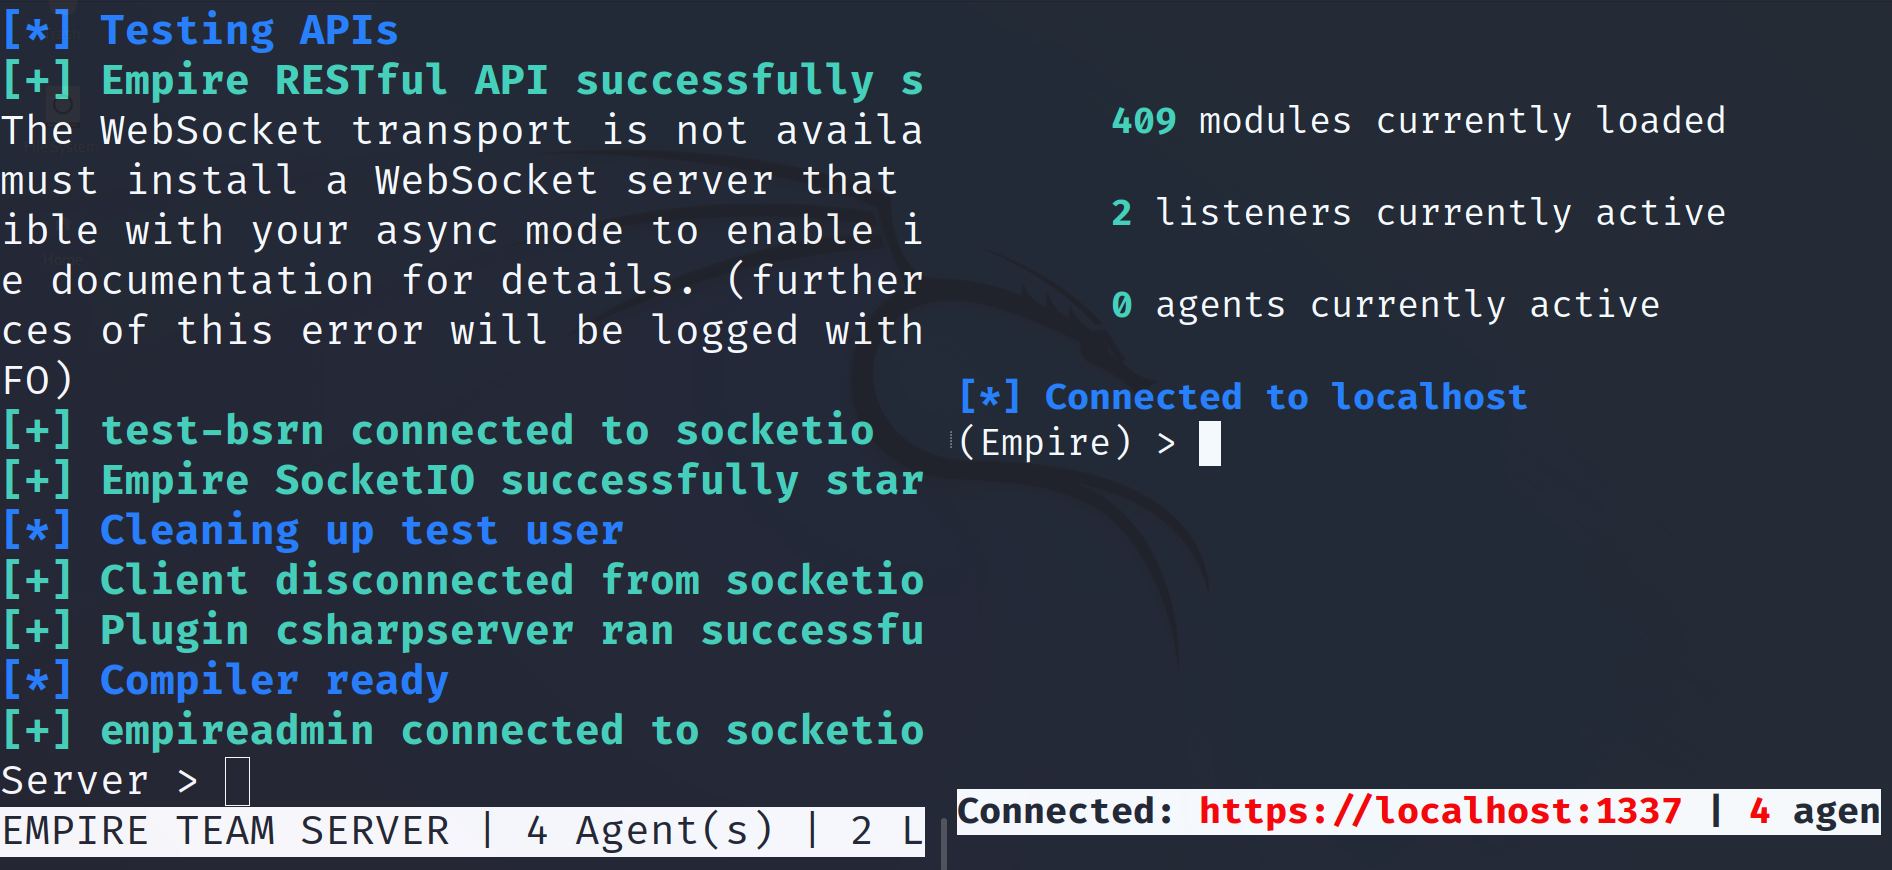 [*] Testing APIs
[+] Empire RESTful API successfully s
The WebSocket transport is not availa
must install a WebSocket server that
ible with your async mode to enable i
e documentation for details. (further
ces of this error will be logged with
FO)
[+] test-bsrn connected to socketio
[+] Empire SocketIO successfully star
[*] Cleaning up test user
[+] Client disconnected from socketio
[+] Plugin csharpserver ran successfu
[*] Compiler ready
[+] empireadmin connected to socketio
Server >
EMPIRE TEAM SERVER | 4 Agent(s) | 2 L
409 modules currently loaded
2 listeners currently active
0 agents currently active
[*] Connected to localhost
(Empire) >
Connected: https://localhost:1337 | 4 agen